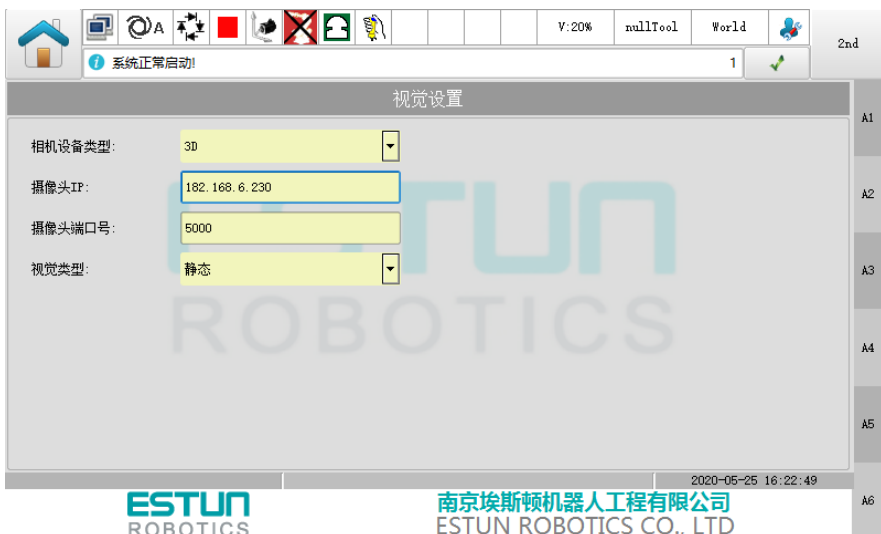 A V:20% nullTool World 2nd
系统正常启动! 1
视觉设置
A1
相机设备类型: 3D
摄像头IP: 182.168.6.230
A2
摄像头端口号: 5000
视觉类型: 静态
A3
ESTUN
ROBOTICS
A4
A5
2020-05-25 16:22:49
A6
ESTUN
ROBOTICS
南京埃斯顿机器人工程有限公司
ESTUN ROBOTICS CO., LTD